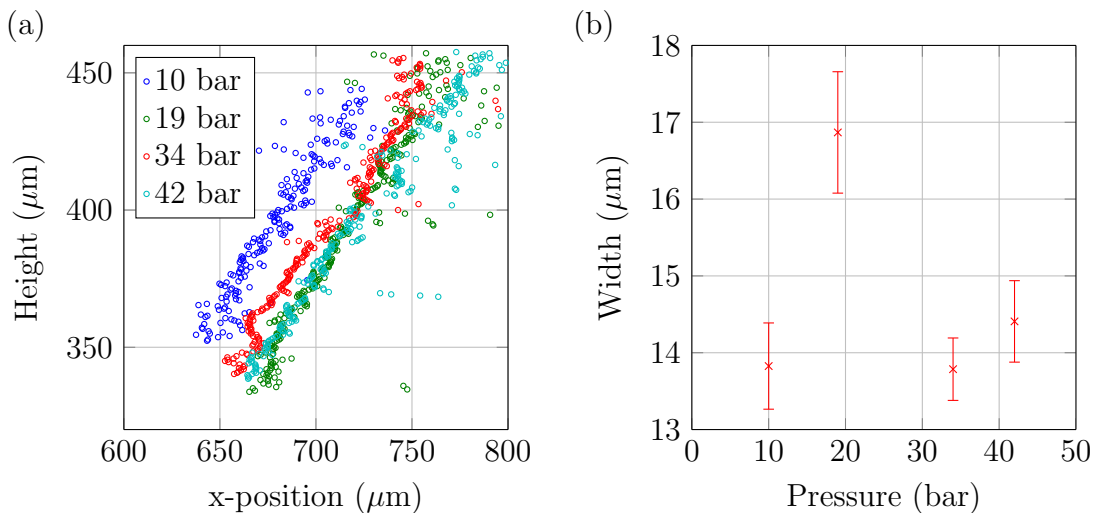 (a)
Height (μm)
450
400
350
10 bar
19 bar
34 bar
42 bar
600 650 700 750 800
x-position (μm)
(b)
Width (μm)
18
17
16
15
14
13
0 10 20 30 40 50
Pressure (bar)